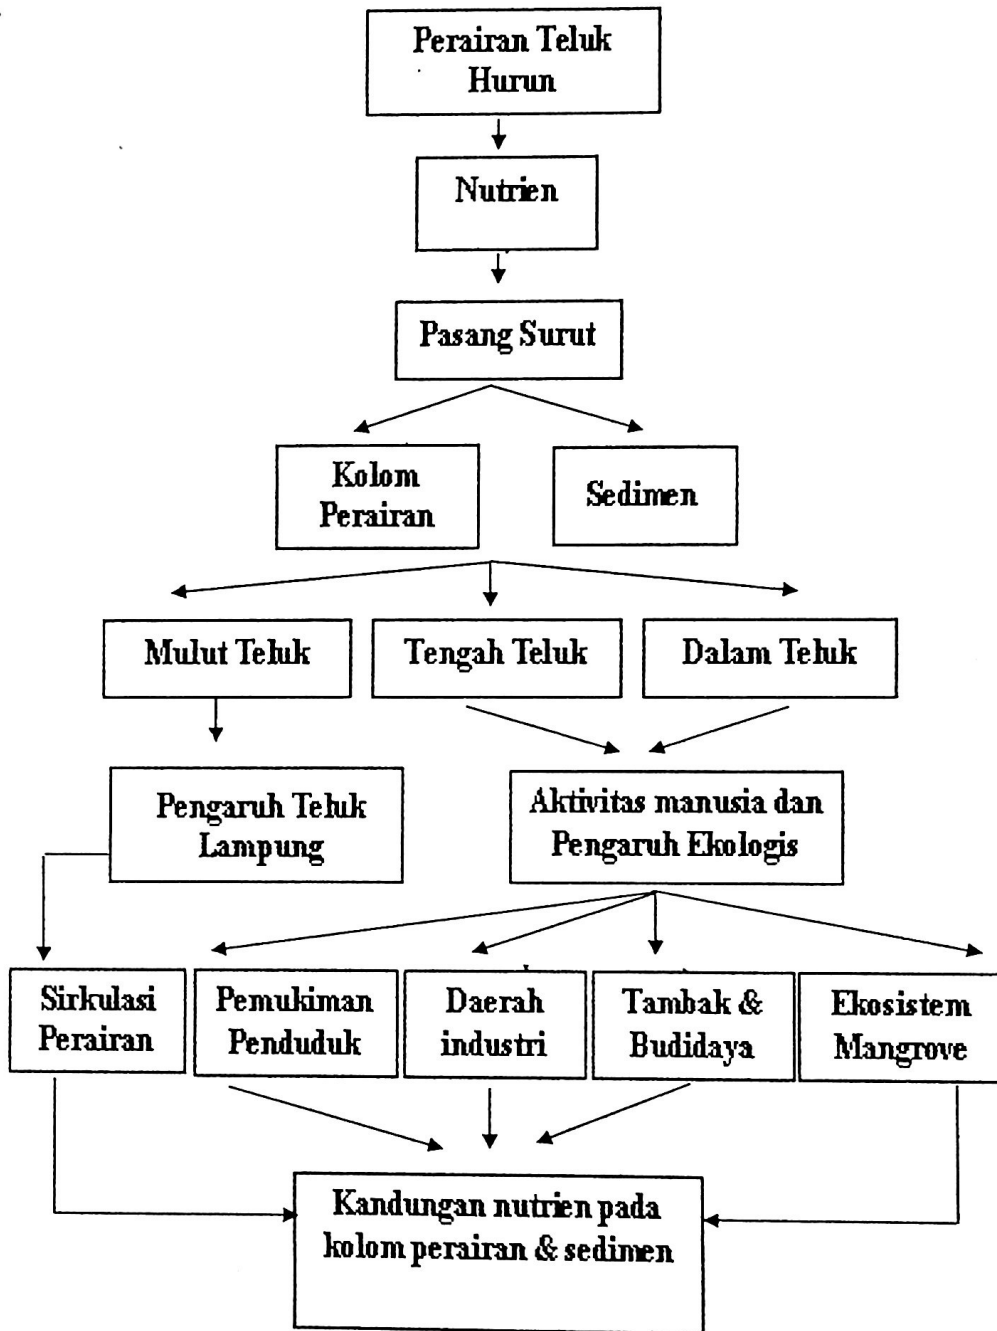 Perairan Teluk
Hurun
Nutrien
Pasang Surut
Kolom
Perairan
Sedimen
Mulut Teluk
Tengah Teluk
Dalam Teluk
Pengaruh Teluk
Lampung
Aktivitas manusia dan
Pengaruh Ekologis
Sirkulasi
Perairan
Pemukiman
Penduduk
Daerah
industri
Tambak &
Budidaya
Ekosistem
Mangrove
Kandungan nutrien pada
kolom perairan & sedimen